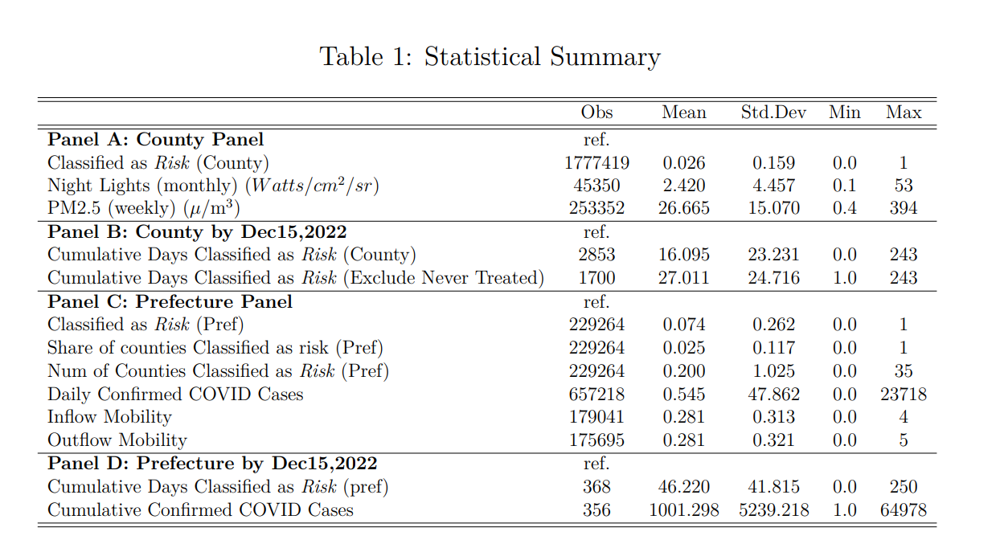 Table 1: Statistical Summary
Obs Mean Std.Dev Min Max
Panel A: County Panel ref.
Classified as Risk (County) 1777419 0.026 0.159 0.0 1
Night Lights (monthly) (Watts/cm²/sr) 45350 2.420 4.457 0.1 53
PM2.5 (weekly) (μ/m³) 253352 26.665 15.070 0.4 394
Panel B: County by Dec15,2022 ref.
Cumulative Days Classified as Risk (County) 2853 16.095 23.231 0.0 243
Cumulative Days Classified as Risk (Exclude Never Treated) 1700 27.011 24.716 1.0 243
Panel C: Prefecture Panel ref.
Classified as Risk (Pref) 229264 0.074 0.262 0.0 1
Share of counties Classified as risk (Pref) 229264 0.025 0.117 0.0 1
Num of Counties Classified as Risk (Pref) 229264 0.200 1.025 0.0 35
Daily Confirmed COVID Cases 657218 0.545 47.862 0.0 23718
Inflow Mobility 179041 0.281 0.313 0.0 4
Outflow Mobility 175695 0.281 0.321 0.0 5
Panel D: Prefecture by Dec15,2022 ref.
Cumulative Days Classified as Risk (pref) 368 46.220 41.815 0.0 250
Cumulative Confirmed COVID Cases 356 1001.298 5239.218 1.0 64978